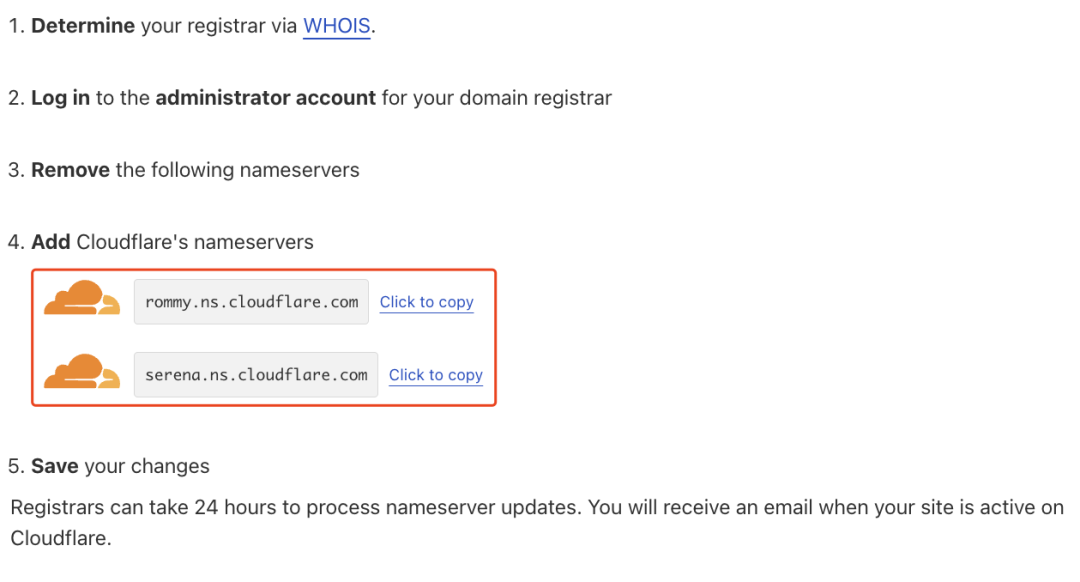 1. Determine your registrar via WHOIS.
2. Log in to the administrator account for your domain registrar
3. Remove the following nameservers
4. Add Cloudflare's nameservers
rommy.ns.cloudflare.com Click to copy
serena.ns.cloudflare.com Click to copy
5. Save your changes
Registrars can take 24 hours to process nameserver updates. You will receive an email when your site is active on
Cloudflare.